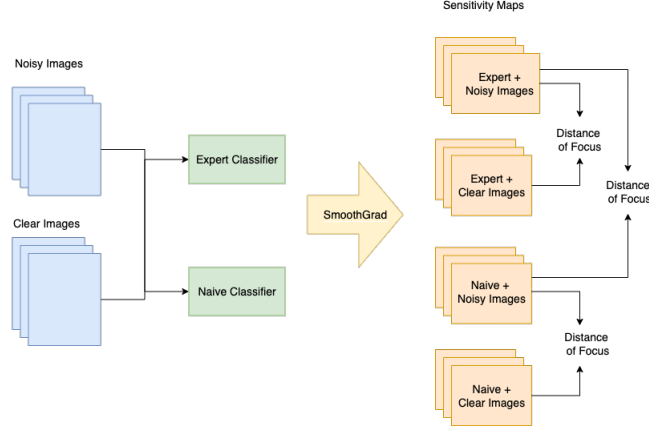 Sensitivity Maps
Noisy Images
Clear Images
Expert Classifier
Naive Classifier
SmoothGrad
Expert +
Noisy Images
Distance
of Focus
Expert +
Clear Images
Distance
of Focus
Naive +
Noisy Images
Distance
of Focus
Naive +
Clear Images